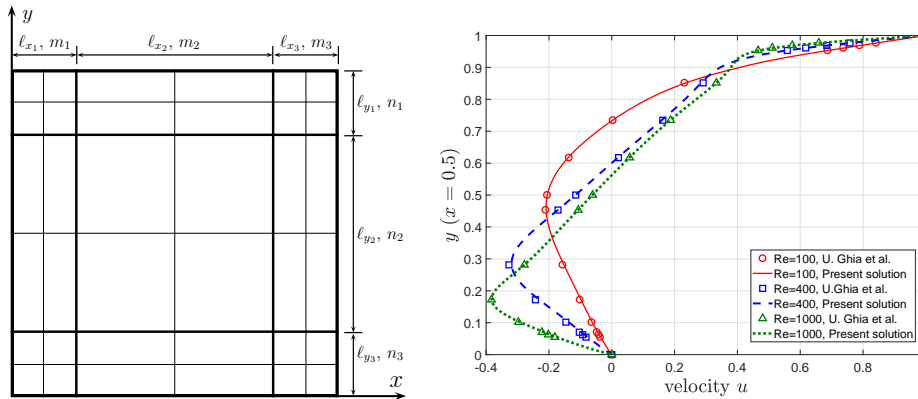 y
ℓx1, m1
ℓx2, m2
ℓx3, m3
ℓy1, n1
ℓy2, n2
ℓy3, n3
x
1
0.9
0.8
0.7
0.6
0.5
0.4
0.3
0.2
0.1
0
y (x = 0.5)
Re=100, U. Ghia et al.
Re=100, Present solution
Re=400, U.Ghia et al.
Re=400, Present solution
Re=1000, U. Ghia et al.
Re=1000, Present solution
-0.4
-0.2
0
0.2
0.4
0.6
0.8
1
velocity u